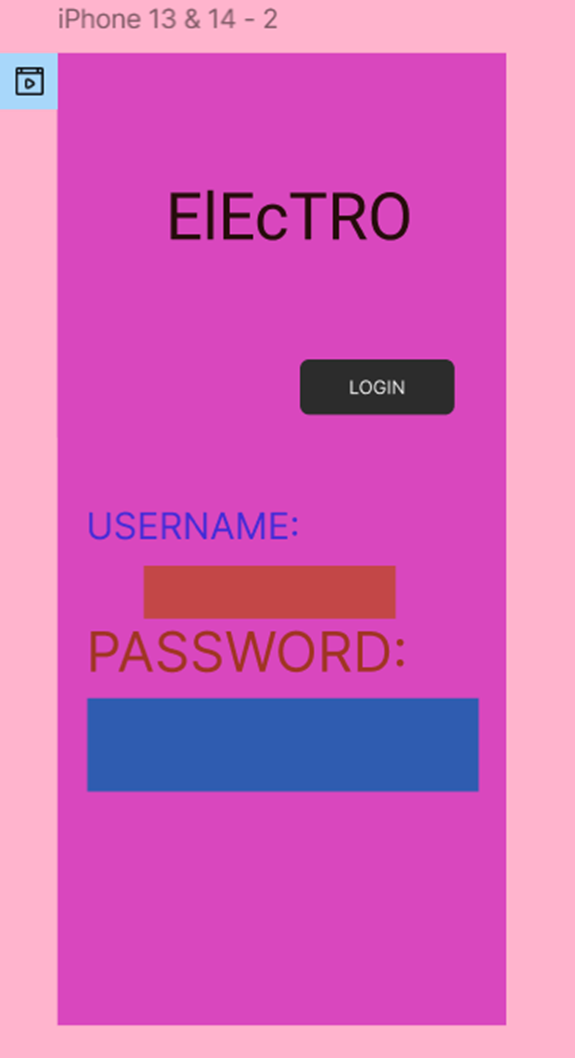 iPhone 13 & 14 - 2
ElEcTRO
LOGIN
USERNAME:
PASSWORD: